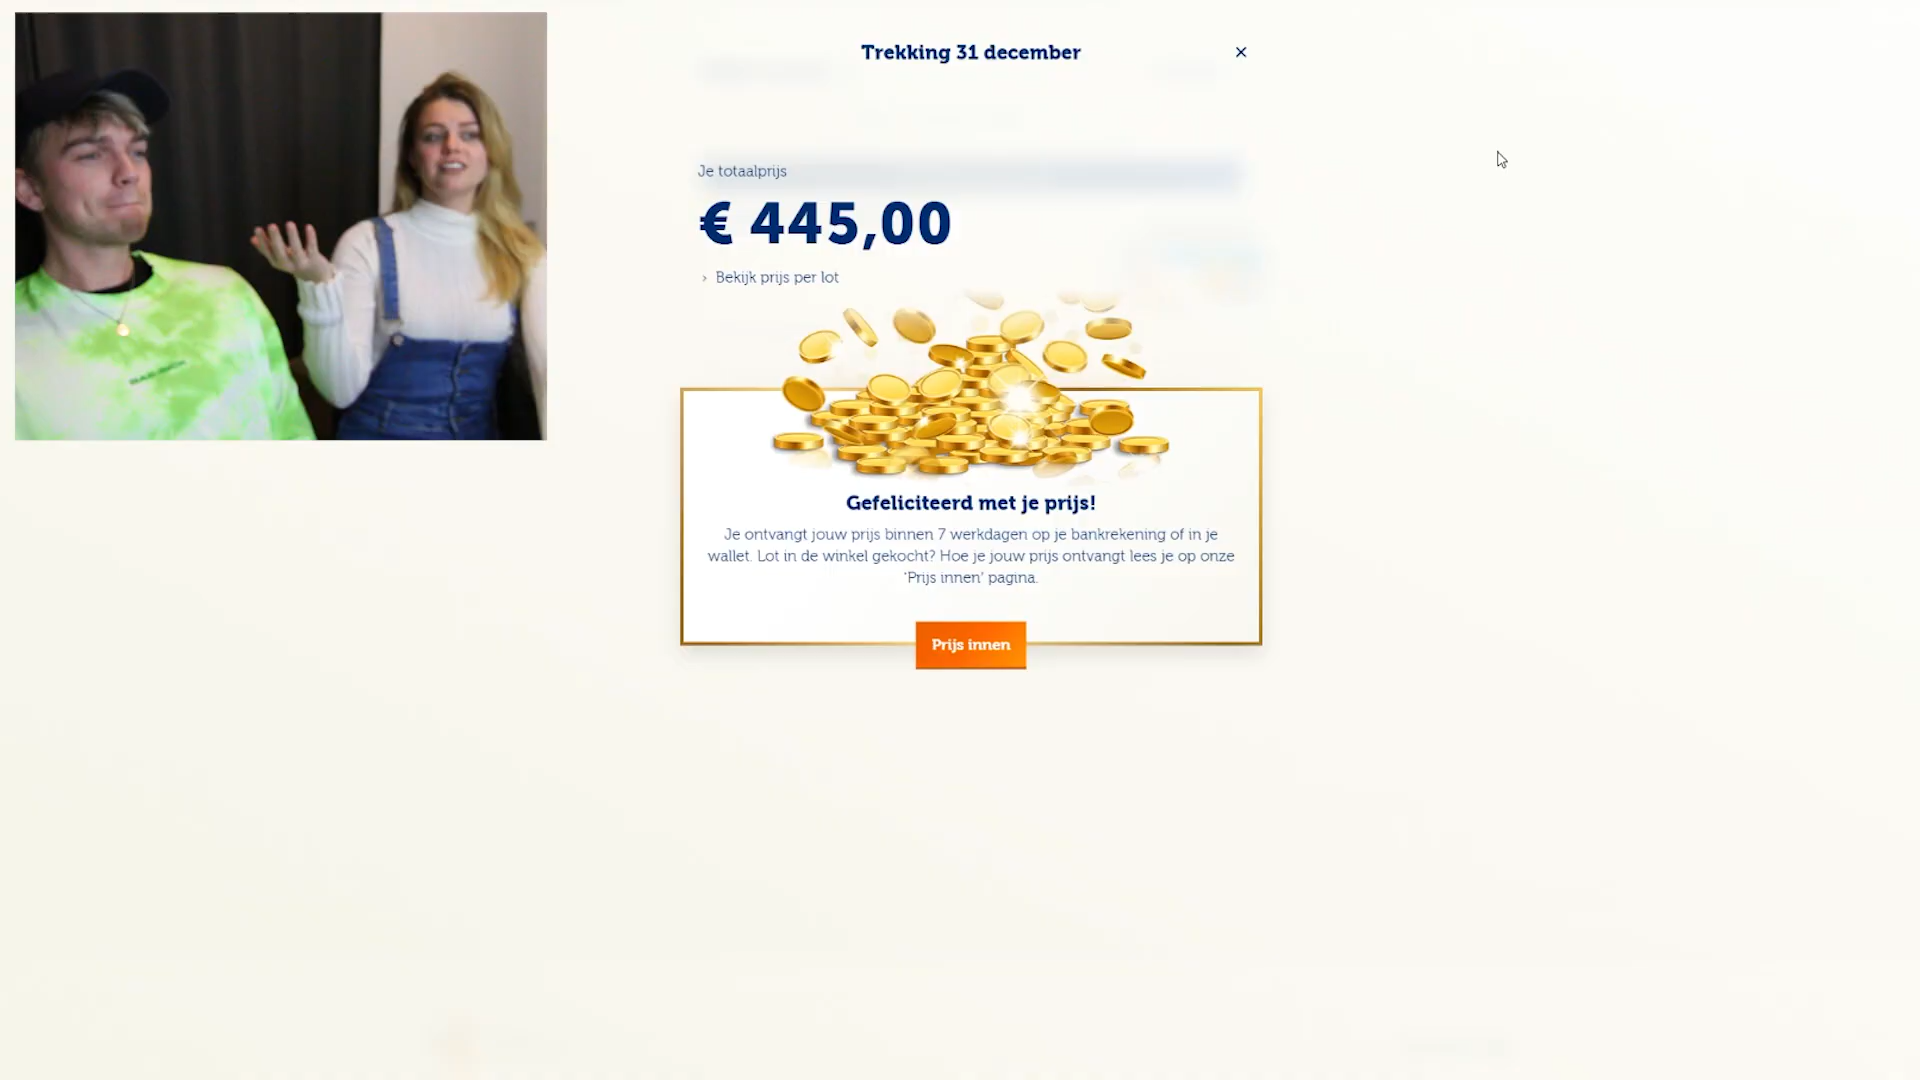 Trekking 31 december
Je totaalprijs
€ 445,00
› Bekijk prijs per lot
Gefeliciteerd met je prijs!
Je ontvangt jouw prijs binnen 7 werkdagen op je bankrekening of in je
wallet. Lot in de winkel gekocht? Hoe je jouw prijs ontvangt lees je op onze
'Prijs innen' pagina.
Prijs innen